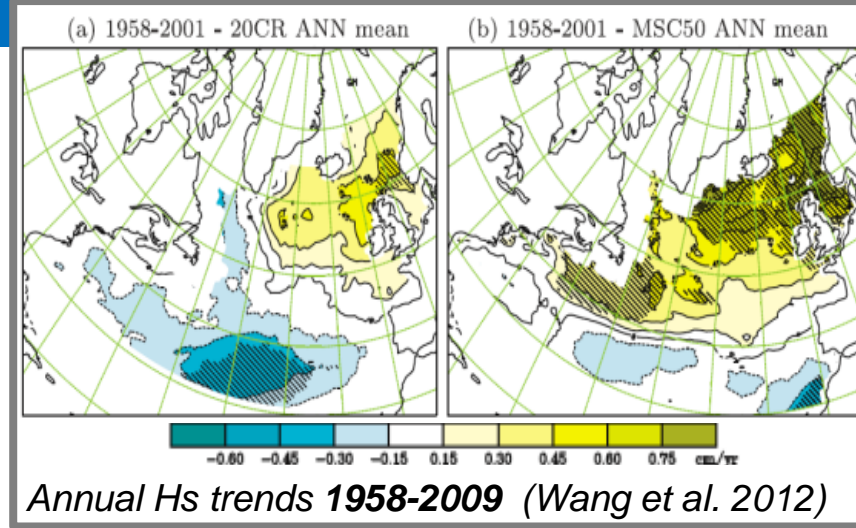 (a) 1958-2001 - 20CR ANN mean
(b) 1958-2001 - MSC50 ANN mean
GM
GM
-0.60 -0.45 -0.30 -0.15 0.15 0.30 0.45 0.60 0.75 cm/yr
Annual Hs trends 1958-2009 (Wang et al. 2012)